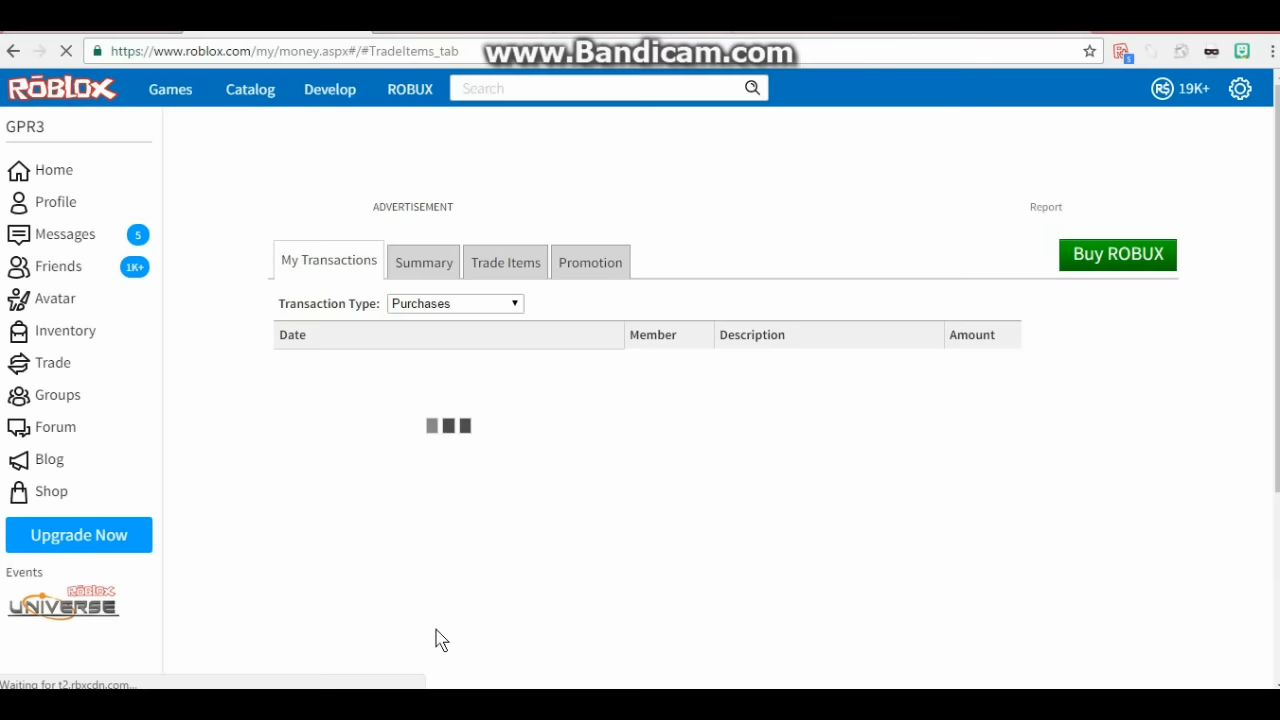 https://www.roblox.com/my/money.aspx#/#TradeItems_tab
www.Bandicam.com
5
ROBLOX Games Catalog Develop ROBUX Search R$ 19K+
GPR3
Home
Profile
Messages 5
Friends 1K+
Avatar
Inventory
Trade
Groups
Forum
Blog
Shop
Upgrade Now
Events
ROBLOX
UNIVERSE
ADVERTISEMENT Report
My Transactions Summary Trade Items Promotion Buy ROBUX
Transaction Type: Purchases
Date Member Description Amount
Waiting for t2.rbxcdn.com...